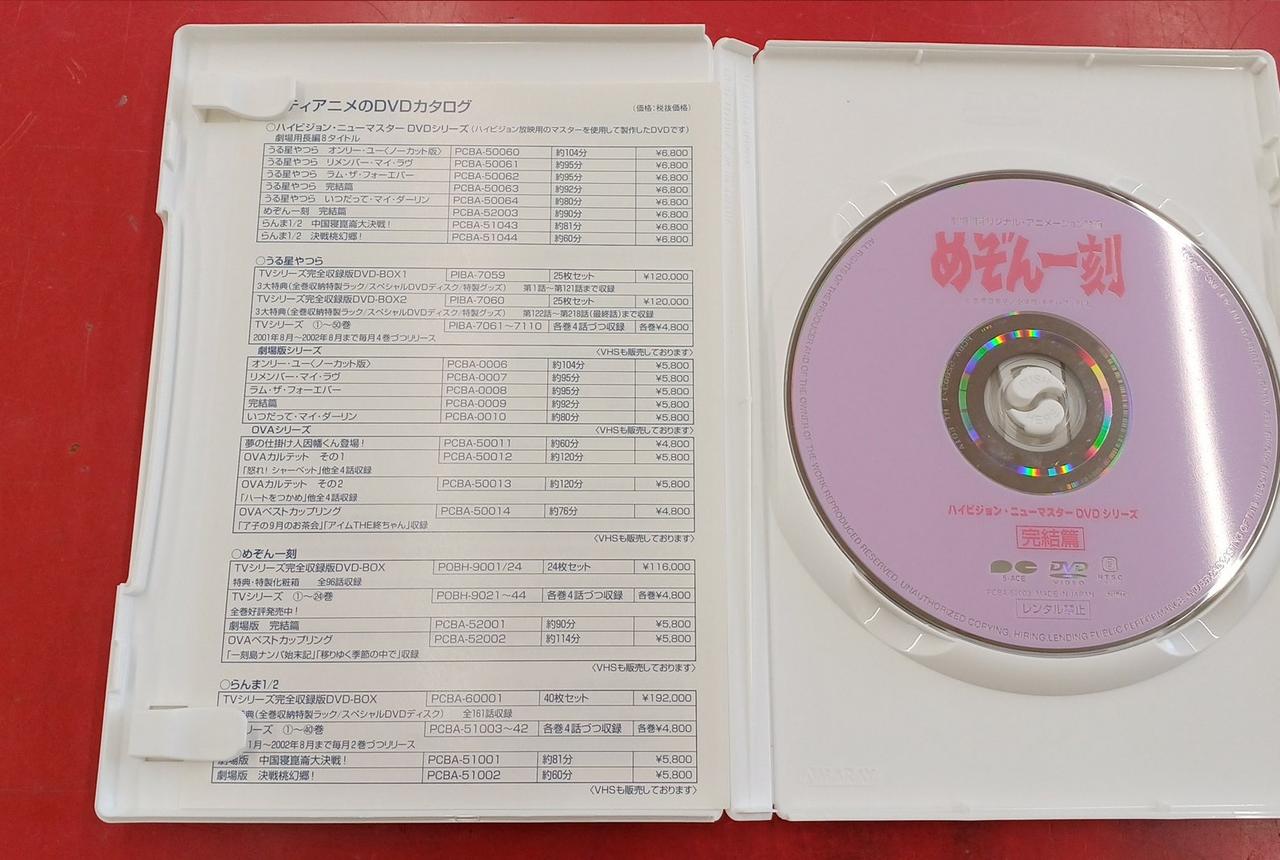 ティアニメのDVDカタログ (価格:税抜価格)
○ハイビジョン・ニューマスターDVDシリーズ(ハイビジョン放映用のマスターを使用して製作したDVDです)
劇場用長編8タイトル
うる星やつら オンリー・ユー〈ノーカット版〉 PCBA-50060 約104分 ¥6,800
うる星やつら リメンバー・マイ・ラヴ PCBA-50061 約95分 ¥6,800
うる星やつら ラム・ザ・フォーエバー PCBA-50062 約95分 ¥6,800
うる星やつら 完結篇 PCBA-50063 約92分 ¥6,800
うる星やつら いつだって・マイ・ダーリン PCBA-50064 約80分 ¥6,800
めぞん一刻 完結篇 PCBA-52003 約90分 ¥6,800
らんま1/2 中国寝崑崙大決戦! PCBA-51043 約81分 ¥6,800
らんま1/2 決戦桃幻郷! PCBA-51044 約60分 ¥6,800
○うる星やつら
TVシリーズ完全収録版DVD-BOX1 PIBA-7059 25枚セット ¥120,000
3大特典(全巻収納特製ラック/スペシャルDVDディスク/特製グッズ) 第1話〜第121話まで収録
TVシリーズ完全収録版DVD-BOX2 PIBA-7060 25枚セット ¥120,000
3大特典(全巻収納特製ラック/スペシャルDVDディスク/特製グッズ) 第122話〜第218話(最終話)まで収録
TVシリーズ ①〜㊿巻 PIBA-7061〜7110 各巻4話づつ収録 各巻¥4,800
2001年8月〜2002年8月まで毎月4巻づつリリース
劇場版シリーズ 〈VHSも販売しております〉
オンリー・ユー〈ノーカット版〉 PCBA-0006 約104分 ¥5,800
リメンバー・マイ・ラヴ PCBA-0007 約95分 ¥5,800
ラム・ザ・フォーエバー PCBA-0008 約95分 ¥5,800
完結篇 PCBA-0009 約92分 ¥5,800
いつだって・マイ・ダーリン PCBA-0010 約80分 ¥5,800
OVAシリーズ 〈VHSも販売しております〉
夢の仕掛け人因幡くん登場! PCBA-50011 約60分 ¥4,800
OVAカルテット その1 PCBA-50012 約120分 ¥5,800
「怒れ!シャーベット」他全4話収録
OVAカルテット その2 PCBA-50013 約120分 ¥5,800
「ハートをつかめ」他全4話収録
OVAベストカップリング PCBA-50014 約76分 ¥4,800
「了子の9月のお茶会」「アイムTHE終ちゃん」収録
〈VHSも販売しております〉
○めぞん一刻
TVシリーズ完全収録版DVD-BOX POBH-9001/24 24枚セット ¥116,000
特典・特製化粧箱 全96話収録
TVシリーズ ①〜㉔巻 POBH-9021〜44 各巻4話づつ収録 各巻¥4,800
全巻好評発売中!
劇場版 完結篇 PCBA-52001 約90分 ¥5,800
OVAベストカップリング PCBA-52002 約114分 ¥5,800
「一刻島ナンパ始末記」「移りゆく季節の中で」収録
〈VHSも販売しております〉
○らんま1/2
TVシリーズ完全収録版DVD-BOX PCBA-60001 40枚セット ¥192,000
典(全巻収納特製ラック/スペシャルDVDディスク) 全161話収録
リーズ ①〜㊵巻 PCBA-51003〜42 各巻4話づつ収録 各巻¥4,800
1月〜2002年8月まで毎月2巻づつリリース
劇場版 中国寝崑崙大決戦! PCBA-51001 約81分 ¥5,800
劇場版 決戦桃幻郷! PCBA-51002 約60分 ¥5,800
〈VHSも販売しております〉
めぞん一刻
ハイビジョン・ニューマスターDVDシリーズ
完結篇
S-ACE
DVD
VIDEO
NTSC
PCBA-52003 MADE IN JAPAN
レンタル禁止
ALL RIGHTS OF THE PRODUCER AND OF THE OWNER OF THE WORK REPRODUCED RESERVED. UNAUTHORIZED COPYING, HIRING LENDING PUBLIC PERFORMANCE
PUSH
AMARAY